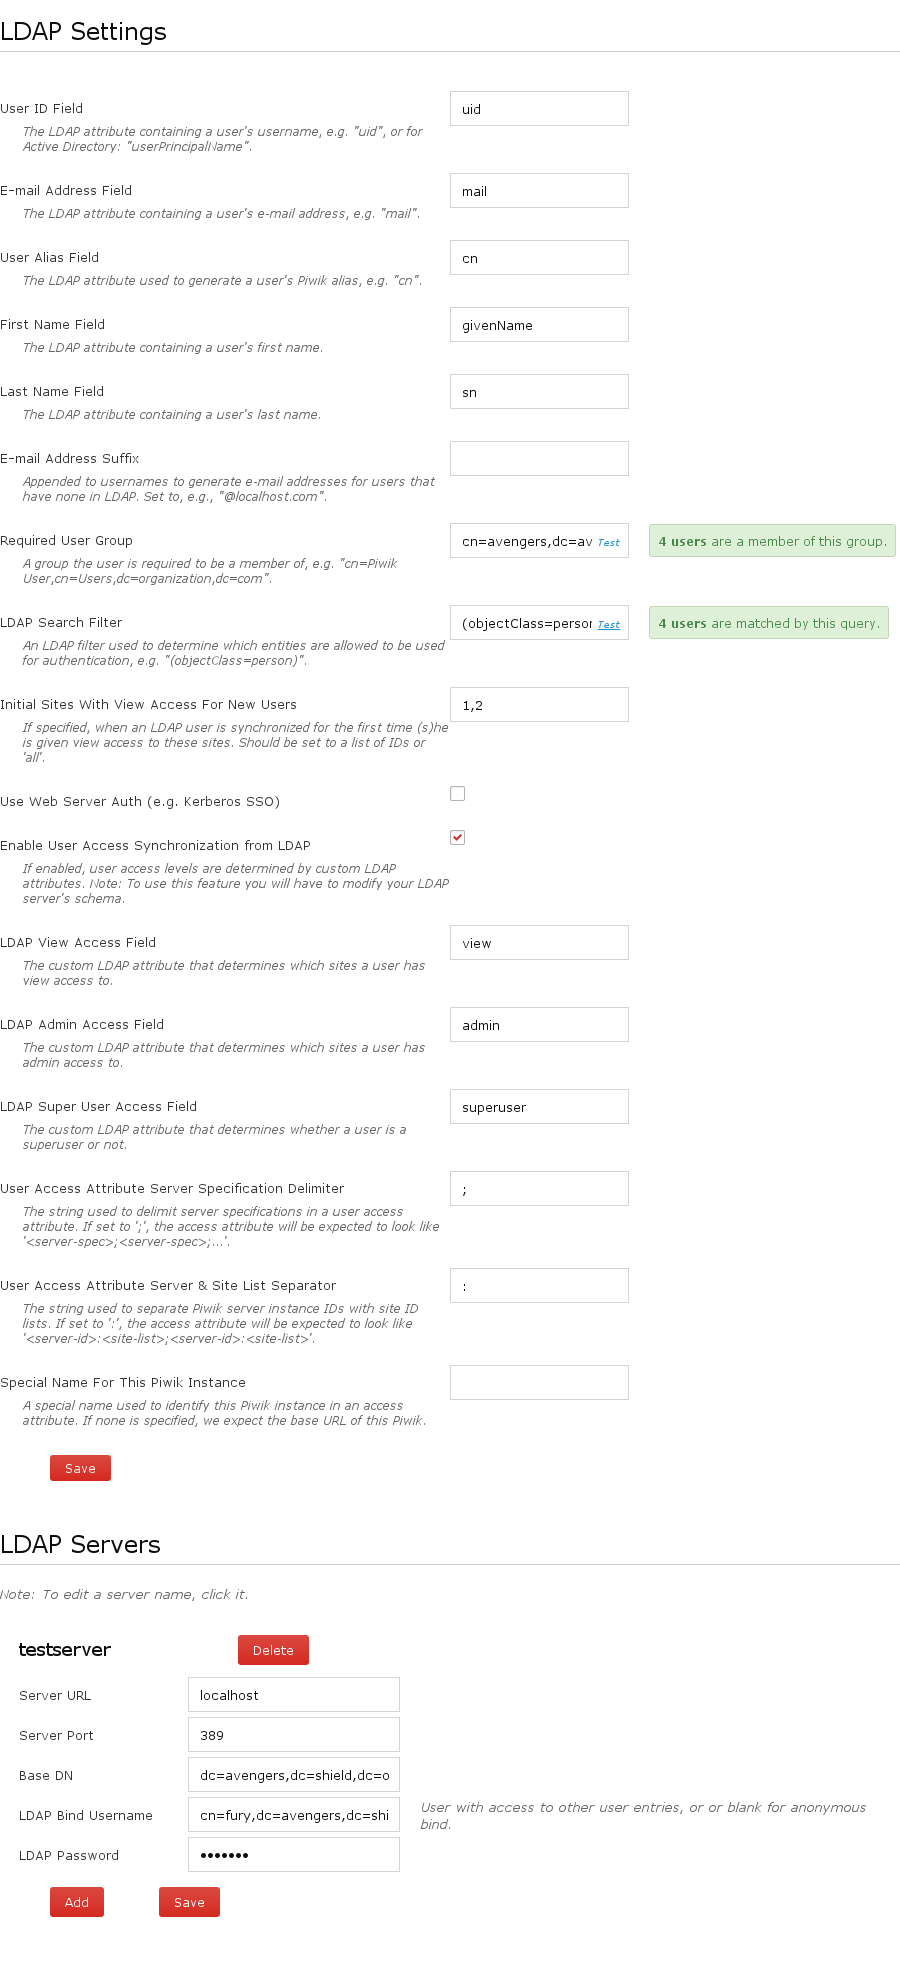 LDAP Settings
User ID Field
uid
The LDAP attribute containing a user's username, e.g. "uid", or for
Active Directory: "userPrincipalName".
E-mail Address Field
mail
The LDAP attribute containing a user's e-mail address, e.g. "mail".
User Alias Field
cn
The LDAP attribute used to generate a user's Piwik alias, e.g. "cn".
First Name Field
givenName
The LDAP attribute containing a user's first name.
Last Name Field
sn
The LDAP attribute containing a user's last name.
E-mail Address Suffix
Appended to usernames to generate e-mail addresses for users that
have none in LDAP. Set to, e.g., "@localhost.com".
Required User Group
cn=avengers,dc=av Test
4 users are a member of this group.
A group the user is required to be a member of, e.g. "cn=Piwik
User,cn=Users,dc=organization,dc=com".
LDAP Search Filter
(objectClass=person Test
4 users are matched by this query.
An LDAP filter used to determine which entities are allowed to be used
for authentication, e.g. "(objectClass=person)".
Initial Sites With View Access For New Users
1,2
If specified, when an LDAP user is synchronized for the first time (s)he
is given view access to these sites. Should be set to a list of IDs or
'all'.
Use Web Server Auth (e.g. Kerberos SSO)
Enable User Access Synchronization from LDAP
If enabled, user access levels are determined by custom LDAP
attributes. Note: To use this feature you will have to modify your LDAP
server's schema.
LDAP View Access Field
view
The custom LDAP attribute that determines which sites a user has
view access to.
LDAP Admin Access Field
admin
The custom LDAP attribute that determines which sites a user has
admin access to.
LDAP Super User Access Field
superuser
The custom LDAP attribute that determines whether a user is a
superuser or not.
User Access Attribute Server Specification Delimiter
;
The string used to delimit server specifications in a user access
attribute. If set to ';', the access attribute will be expected to look like
'<server-spec>;<server-spec>;...'.
User Access Attribute Server & Site List Separator
:
The string used to separate Piwik server instance IDs with site ID
lists. If set to ':', the access attribute will be expected to look like
'<server-id>:<site-list>;<server-id>:<site-list>'.
Special Name For This Piwik Instance
A special name used to identify this Piwik instance in an access
attribute. If none is specified, we expect the base URL of this Piwik.
Save
LDAP Servers
Note: To edit a server name, click it.
testserver
Delete
Server URL
localhost
Server Port
389
Base DN
dc=avengers,dc=shield,dc=o
LDAP Bind Username
cn=fury,dc=avengers,dc=shi
User with access to other user entries, or or blank for anonymous
bind.
LDAP Password
•••••••
Add
Save